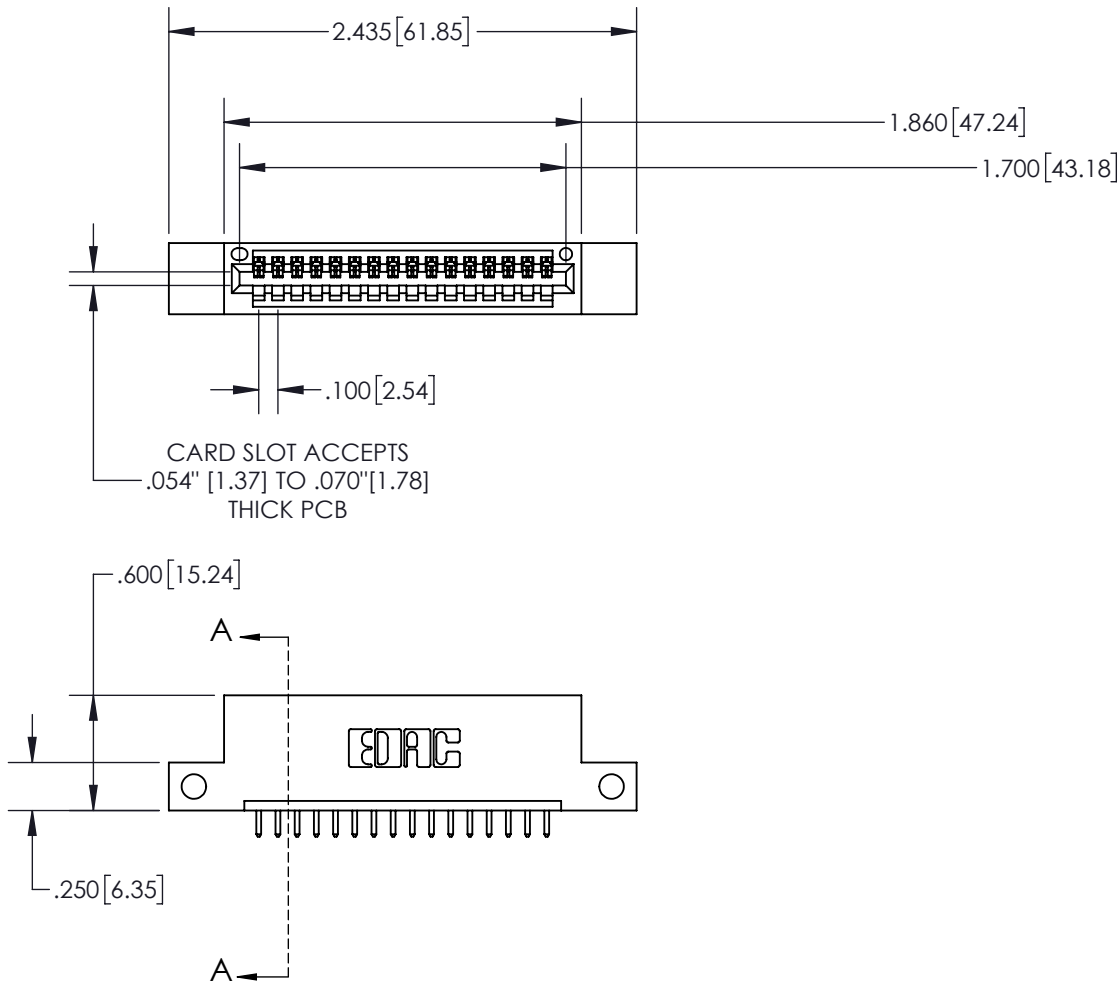 2.435[61.85]
1.860[47.24]
1.700[43.18]
.100[2.54]
CARD SLOT ACCEPTS
.054" [1.37] TO .070"[1.78]
THICK PCB
.600[15.24]
A
EDAC
.250[6.35]
A